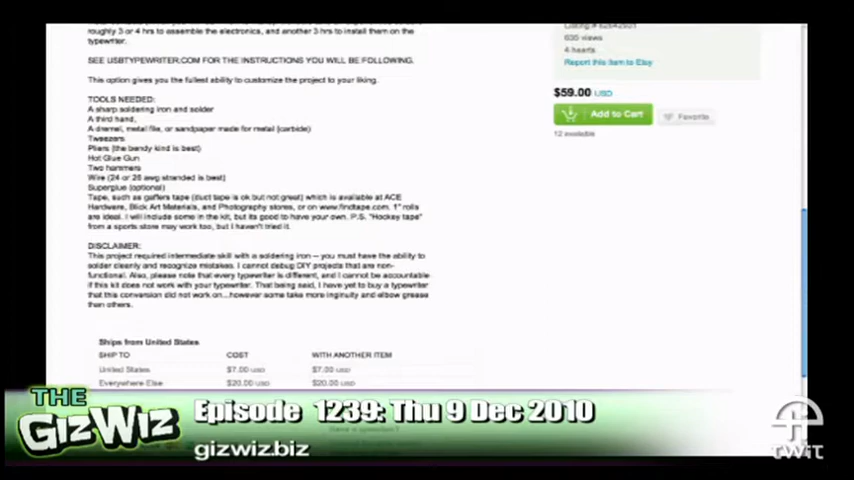 roughly 3 or 4 hrs to assemble the electronics, and another 3 hrs to install them on the
typewriter.
SEE USBTYPEWRITER.COM FOR THE INSTRUCTIONS YOU WILL BE FOLLOWING.
This option gives you the fullest ability to customize the project to your liking.
TOOLS NEEDED:
A sharp soldering iron and solder
A third hand,
A dremel, metal file, or sandpaper made for metal (carbide)
Tweezers
Pliers (the bendy kind is best)
Hot Glue Gun
Two hammers
Wire (24 or 26 awg stranded is best)
Superglue (optional)
Tape, such as gaffers tape (duct tape is ok but not great) which is available at ACE
Hardware, Blick Art Materials, and Photography stores, or on www.findtape.com. 1" rolls
are ideal. I will include some in the kit, but its good to have your own. P.S. "Hockey tape"
from a sports store may work too, but I haven't tried it.
DISCLAIMER:
This project required intermediate skill with a soldering iron -- you must have the ability to
solder cleanly and recognize mistakes. I cannot debug DIY projects that are non-
functional. Also, please note that every typewriter is different, and I cannot be accountable
if this kit does not work with your typewriter. That being said, I have yet to buy a typewriter
that this conversion did not work on...however some take more inginuity and elbow grease
than others.
Ships from United States
SHIP TO COST WITH ANOTHER ITEM
United States $7.00 USD $7.00 USD
Everywhere Else $20.00 USD $20.00 USD
635 views
4 hearts
Report this item to Etsy
$59.00 USD
Add to Cart Favorite
12 available
THE
GIZWIZ
Episode 1239: Thu 9 Dec 2010
gizwiz.biz
TWiT